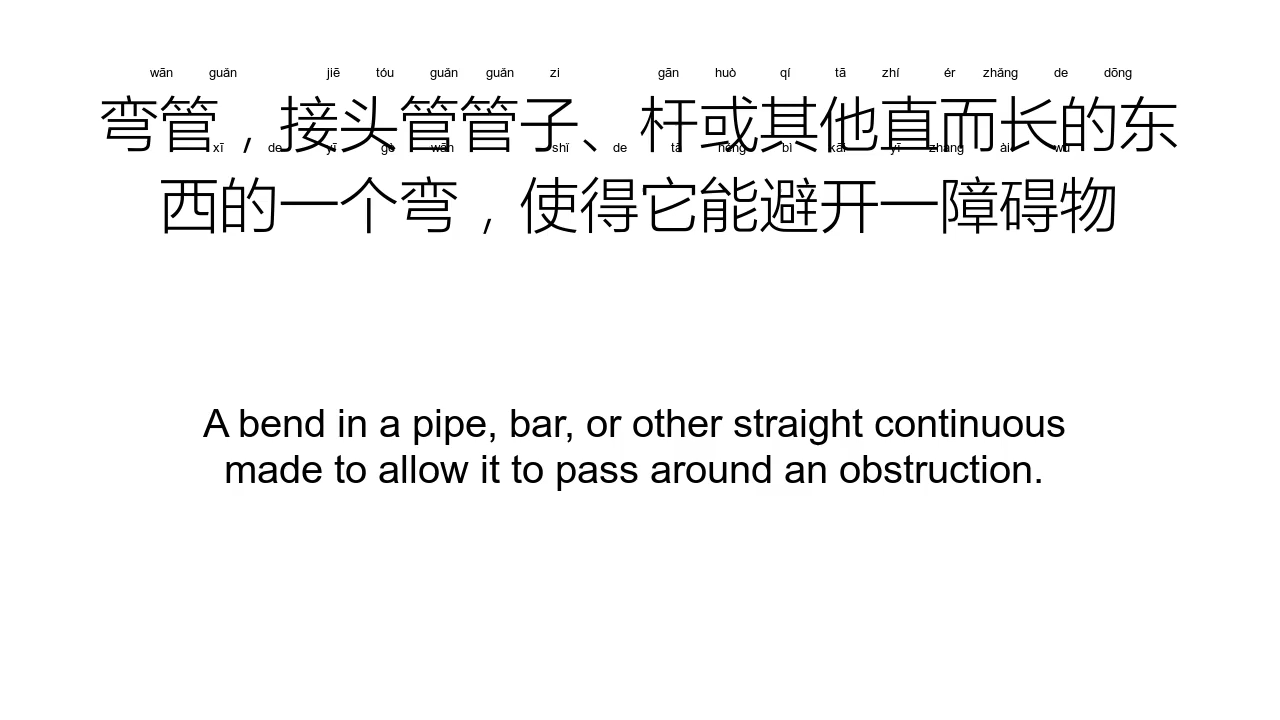 wān guǎn jiē tóu guǎn guǎn zi gān huò qí tā zhí ér zhǎng de dōng
弯管，接头管管子、杆或其他直而长的东
xī de yī gè wān shǐ de tā néng bì kāi yī zhàng ài wù
西的一个弯，使得它能避开一障碍物
A bend in a pipe, bar, or other straight continuous
made to allow it to pass around an obstruction.